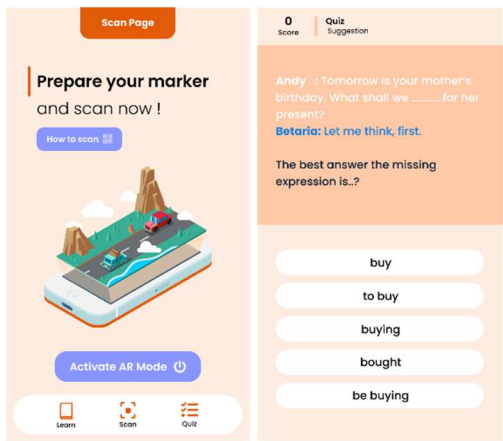 Scan Page
Prepare your marker
and scan now !
How to scan
Activate AR Mode
Learn
Scan
Quiz
0
Score
Quiz
Suggestion
Andy : Tomorrow is your mother's
birthday. What shall we ......... for her
present?
Betaria: Let me think, first.
The best answer the missing
expression is..?
buy
to buy
buying
bought
be buying